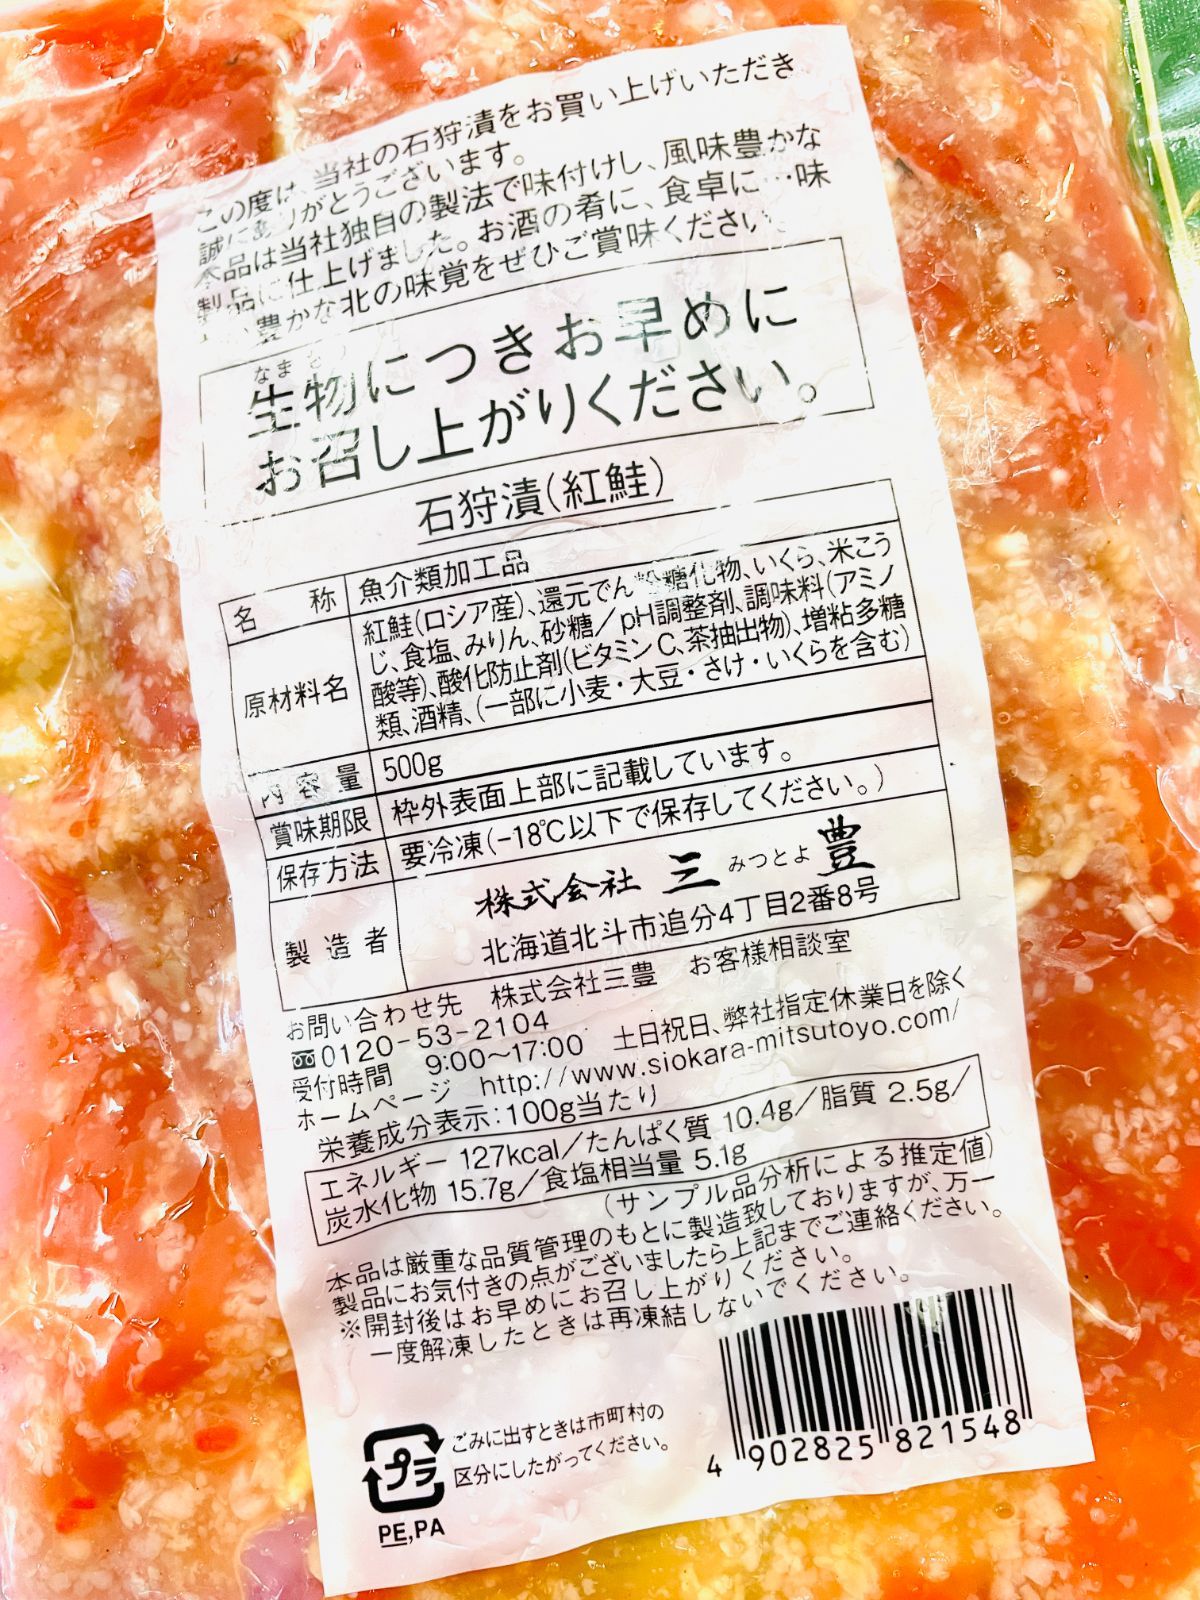 この度は、当社の石狩漬をお買い上げいただき
誠にありがとうございます。
本品は当社独自の製法で味付けし、風味豊かな
製品に仕上げました。お酒の肴に、食卓に…味
豊かな北の味覚をぜひご賞味ください。
生物につきお早めに
お召し上がりください。
石狩漬(紅鮭)
名称 魚介類加工品
原材料名 紅鮭(ロシア産)、還元でん粉糖化物、いくら、米こう
じ、食塩、みりん、砂糖/pH調整剤、調味料(アミノ
酸等)、酸化防止剤(ビタミンC、茶抽出物)、増粘多糖
類、酒精、(一部に小麦・大豆・さけ・いくらを含む)
内容量 500g
賞味期限 枠外表面上部に記載しています。
保存方法 要冷凍(-18℃以下で保存してください。)
製造者 株式会社 三豊 みつとよ
北海道北斗市追分4丁目2番8号
お問い合わせ先 株式会社三豊 お客様相談室
0120-53-2104
受付時間 9:00~17:00 土日祝日、弊社指定休業日を除く
ホームページ http://www.siokara-mitsutoyo.com/
栄養成分表示:100g当たり
エネルギー 127kcal/たんぱく質 10.4g/脂質 2.5g/
炭水化物 15.7g/食塩相当量 5.1g
(サンプル品分析による推定値)
本品は厳重な品質管理のもとに製造致しておりますが、万一
製品にお気付きの点がございましたら上記までご連絡ください。
※開封後はお早めにお召し上がりください。
一度解凍したときは再凍結しないでください。
プラ
ごみに出すときは市町村の
区分にしたがってください。
PE,PA
4 902825 821548